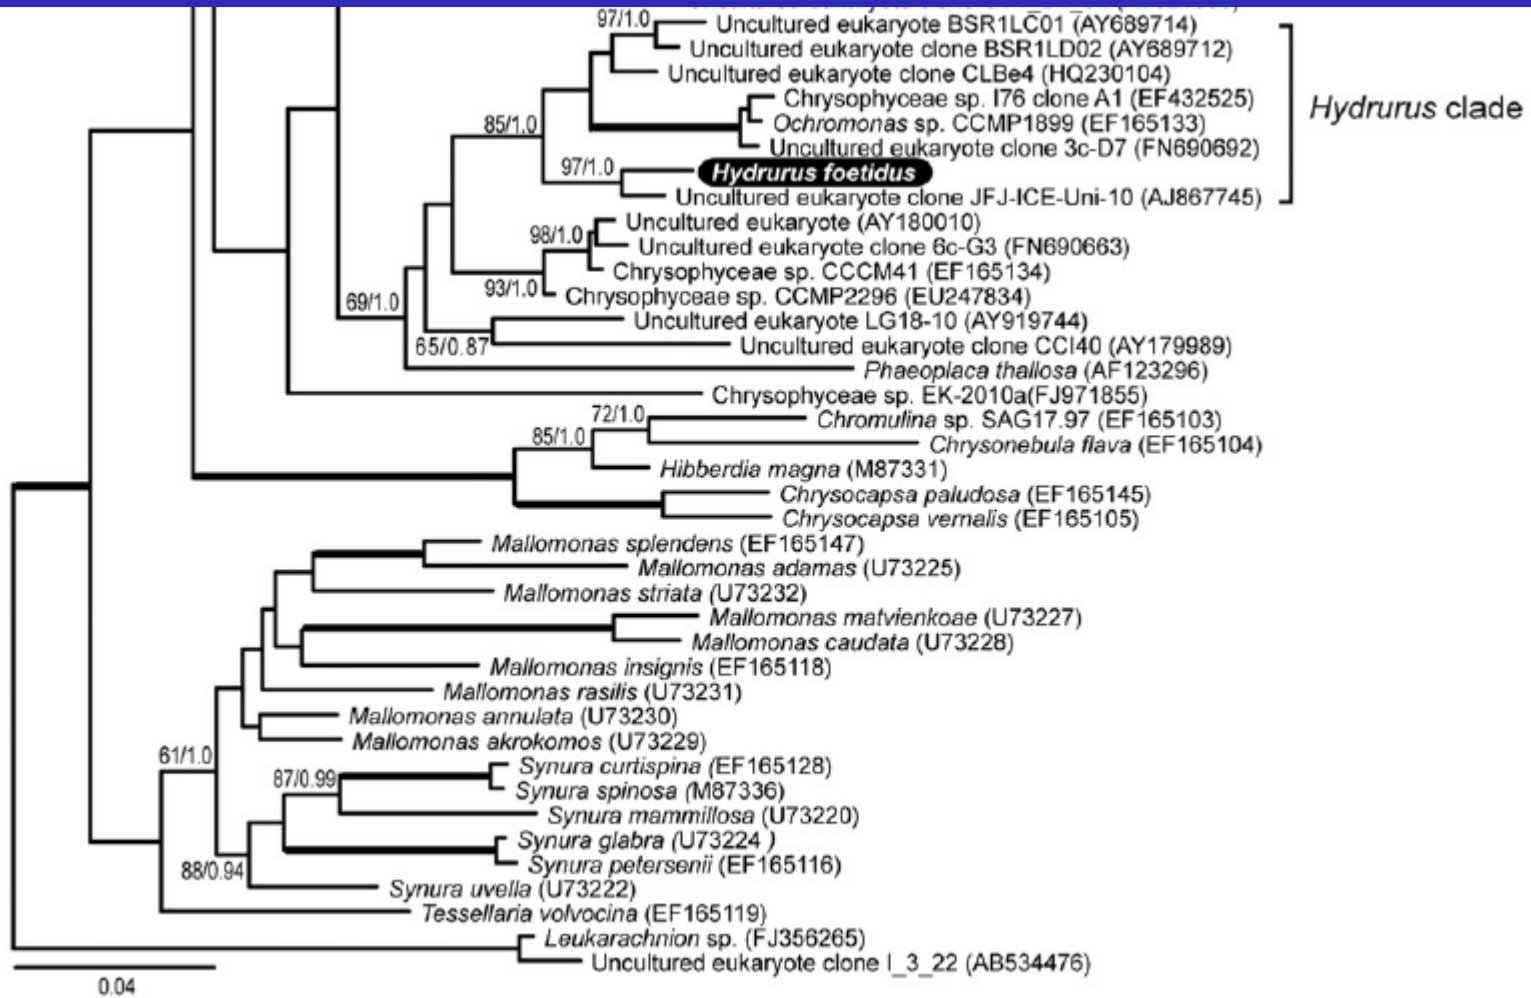 97/1.0
Uncultured eukaryote BSR1LC01 (AY689714)
Uncultured eukaryote clone BSR1LD02 (AY689712)
Uncultured eukaryote clone CLBe4 (HQ230104)
Chrysophyceae sp. I76 clone A1 (EF432525)
Hydrurus clade
85/1.0
Ochromonas sp. CCMP1899 (EF165133)
Uncultured eukaryote clone 3c-D7 (FN690692)
97/1.0
Hydrurus foetidus
Uncultured eukaryote clone JFJ-ICE-Uni-10 (AJ867745)
Uncultured eukaryote (AY180010)
98/1.0
Uncultured eukaryote clone 6c-G3 (FN690663)
Chrysophyceae sp. CCCM41 (EF165134)
93/1.0
Chrysophyceae sp. CCMP2296 (EU247834)
69/1.0
Uncultured eukaryote LG18-10 (AY919744)
65/0.87
Uncultured eukaryote clone CCI40 (AY179989)
Phaeoplaca thallosa (AF123296)
Chrysophyceae sp. EK-2010a(FJ971855)
72/1.0
Chromulina sp. SAG17.97 (EF165103)
85/1.0
Chrysonebula flava (EF165104)
Hibberdia magna (M87331)
Chrysocapsa paludosa (EF165145)
Chrysocapsa vernalis (EF165105)
Mallomonas splendens (EF165147)
Mallomonas adamas (U73225)
Mallomonas striata (U73232)
Mallomonas matvienkoae (U73227)
Mallomonas caudata (U73228)
Mallomonas insignis (EF165118)
Mallomonas rasilis (U73231)
Mallomonas annulata (U73230)
Mallomonas akrokomos (U73229)
61/1.0
Synura curtispina (EF165128)
87/0.99
Synura spinosa (M87336)
Synura mammillosa (U73220)
Synura glabra (U73224 )
Synura petersenii (EF165116)
88/0.94
Synura uvella (U73222)
Tessellaria volvocina (EF165119)
Leukarachnion sp. (FJ356265)
Uncultured eukaryote clone I_3_22 (AB534476)
0.04